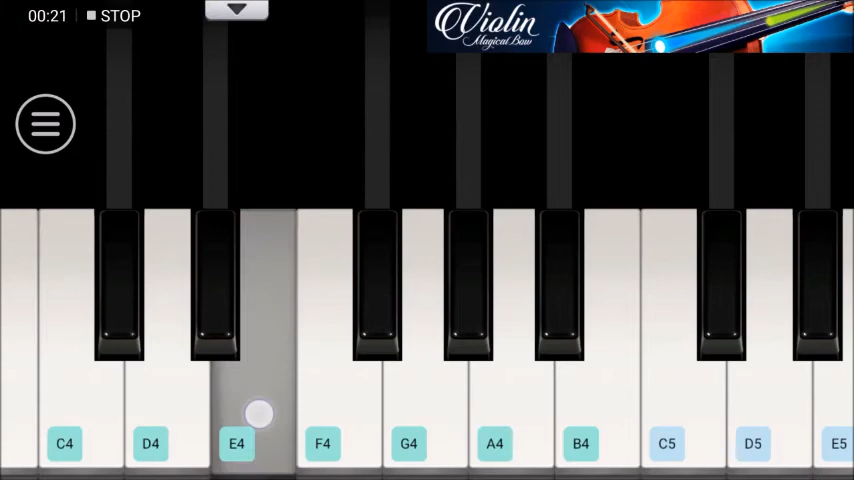 00:21
STOP
Violin
Magical Bow
C4
D4
E4
F4
G4
A4
B4
C5
D5
E5